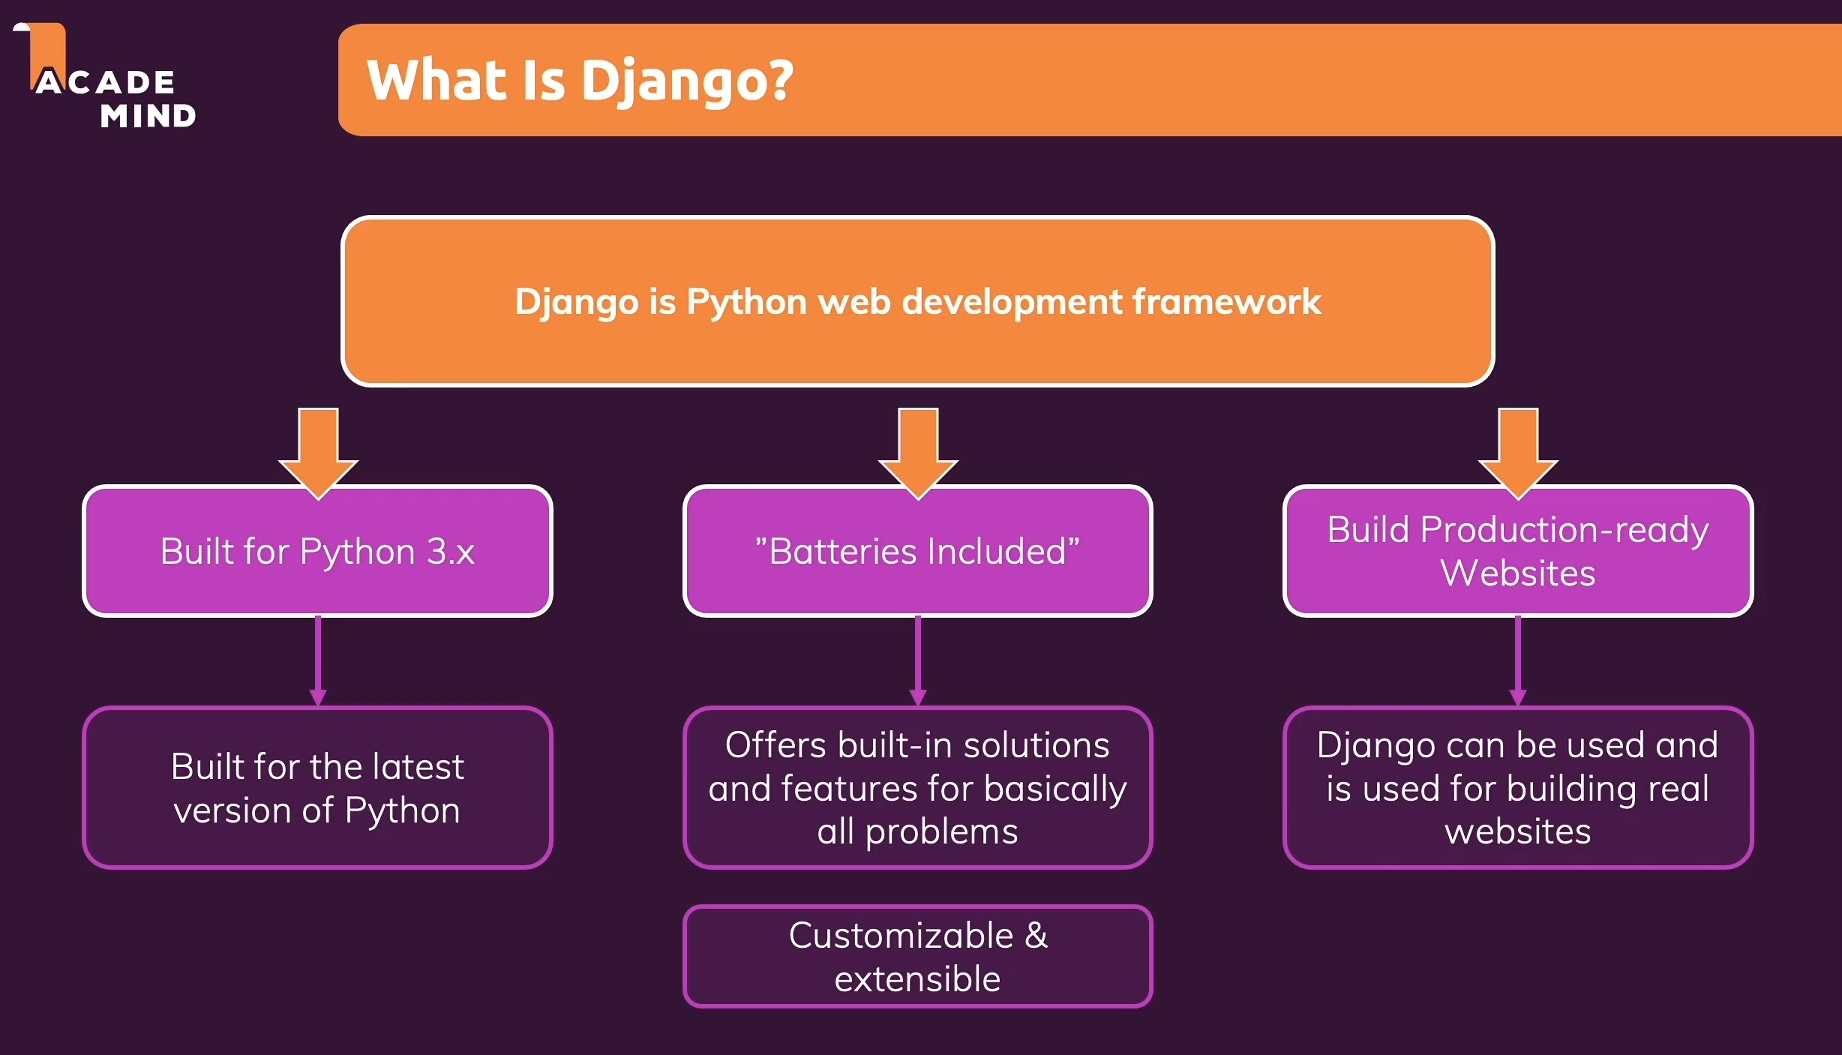 ACADE
MIND
What Is Django?
Django is Python web development framework
Built for Python 3.x
”Batteries Included”
Build Production-ready
Websites
Built for the latest
version of Python
Offers built-in solutions
and features for basically
all problems
Django can be used and
is used for building real
websites
Customizable &
extensible